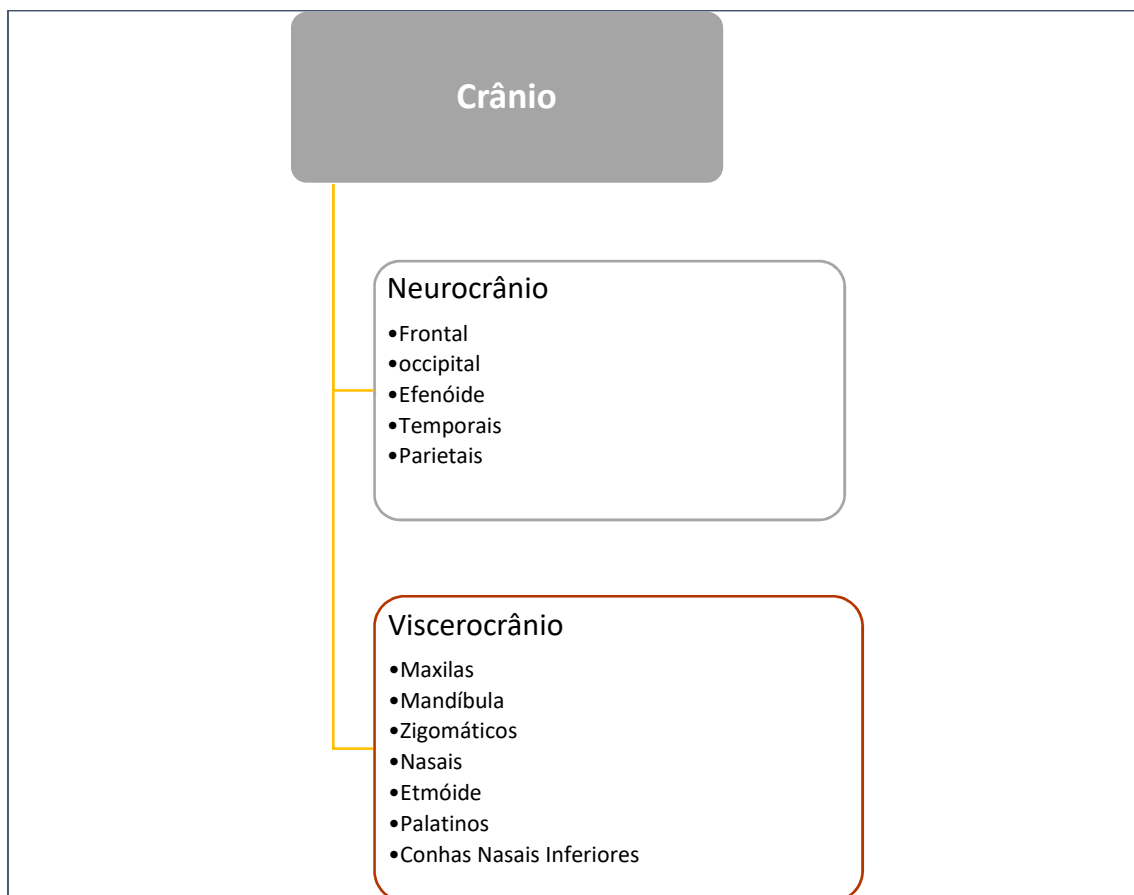 Crânio
Neurocrânio
•Frontal
•occipital
•Efenóide
•Temporais
•Parietais
Viscerocrânio
•Maxilas
•Mandíbula
•Zigomáticos
•Nasais
•Etmóide
•Palatinos
•Conhas Nasais Inferiores